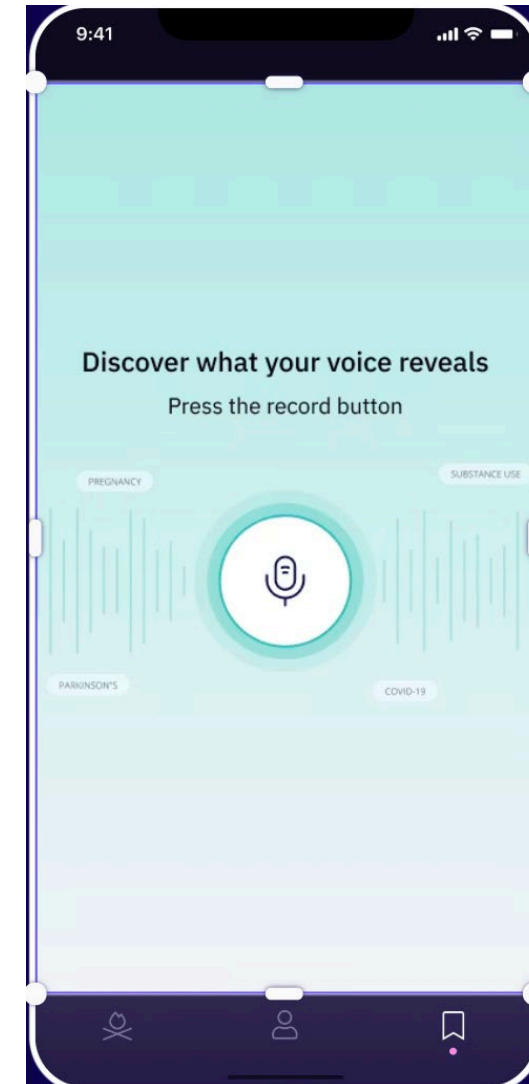 9:41
Discover what your voice reveals
Press the record button
PREGNANCY
SUBSTANCE USE
PARKINSON'S
COVID-19